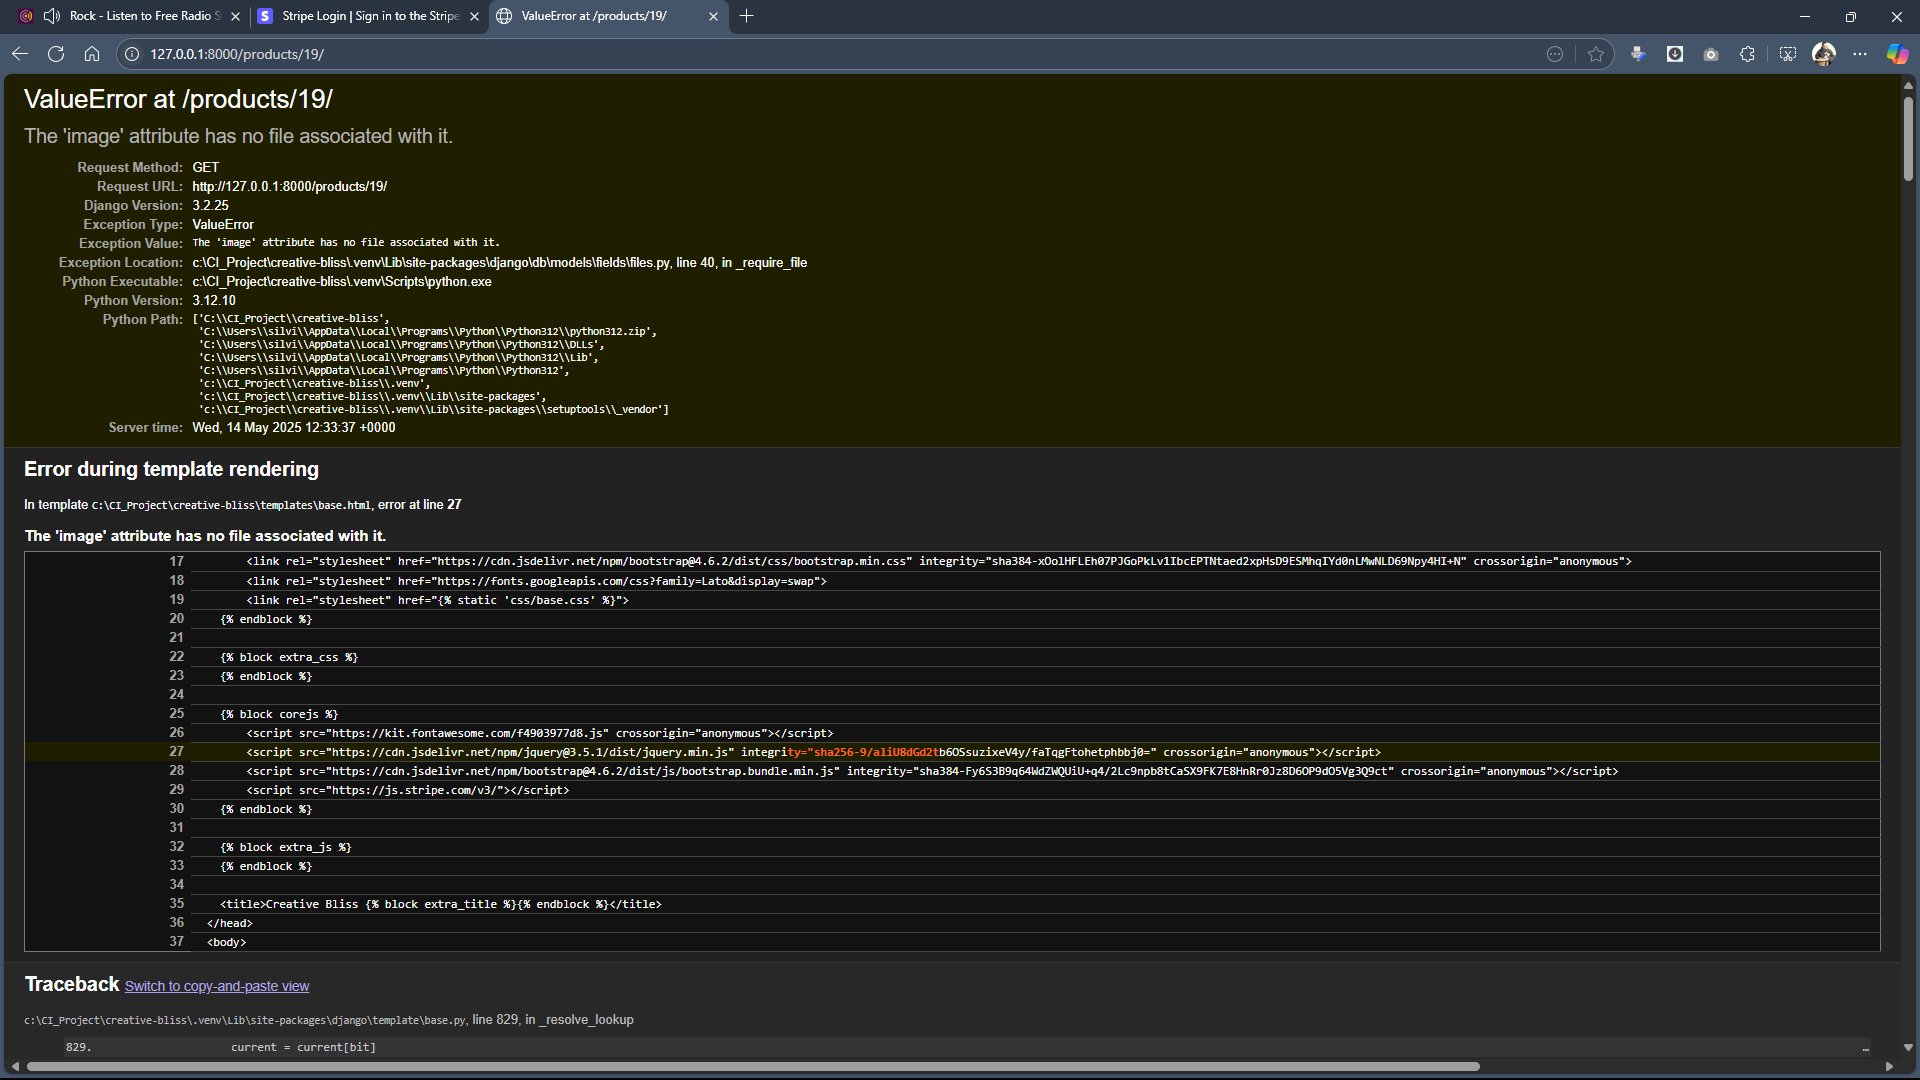 Rock - Listen to Free Radio S
Stripe Login | Sign in to the Stripe
ValueError at /products/19/
127.0.0.1:8000/products/19/
ValueError at /products/19/
The 'image' attribute has no file associated with it.
Request Method: GET
Request URL: http://127.0.0.1:8000/products/19/
Django Version: 3.2.25
Exception Type: ValueError
Exception Value: The 'image' attribute has no file associated with it.
Exception Location: c:\CI_Project\creative-bliss\.venv\Lib\site-packages\django\db\models\fields\files.py, line 40, in _require_file
Python Executable: c:\CI_Project\creative-bliss\.venv\Scripts\python.exe
Python Version: 3.12.10
Python Path: ['C:\\CI_Project\\creative-bliss',
'C:\\Users\\silvi\\AppData\\Local\\Programs\\Python\\Python312\\python312.zip',
'C:\\Users\\silvi\\AppData\\Local\\Programs\\Python\\Python312\\DLLs',
'C:\\Users\\silvi\\AppData\\Local\\Programs\\Python\\Python312\\Lib',
'C:\\Users\\silvi\\AppData\\Local\\Programs\\Python\\Python312',
'c:\\CI_Project\\creative-bliss\\.venv',
'c:\\CI_Project\\creative-bliss\\.venv\\Lib\\site-packages',
'c:\\CI_Project\\creative-bliss\\.venv\\Lib\\site-packages\\setuptools\\_vendor']
Server time: Wed, 14 May 2025 12:33:37 +0000
Error during template rendering
In template c:\CI_Project\creative-bliss\templates\base.html, error at line 27
The 'image' attribute has no file associated with it.
17 <link rel="stylesheet" href="https://cdn.jsdelivr.net/npm/bootstrap@4.6.2/dist/css/bootstrap.min.css" integrity="sha384-xOolHFLEh07PJGoPkLv1IbcEPTNtaed2xpHsD9ESMhqIYd0nLMwNLD69Npy4HI+N" crossorigin="anonymous">
18 <link rel="stylesheet" href="https://fonts.googleapis.com/css?family=Lato&display=swap">
19 <link rel="stylesheet" href="{% static 'css/base.css' %}">
20 {% endblock %}
21
22 {% block extra_css %}
23 {% endblock %}
24
25 {% block corejs %}
26 <script src="https://kit.fontawesome.com/f4903977d8.js" crossorigin="anonymous"></script>
27 <script src="https://cdn.jsdelivr.net/npm/jquery@3.5.1/dist/jquery.min.js" integrity="sha256-9/aliU8dGd2tb6OSsuzixeV4y/faTqgFtohetphbbj0=" crossorigin="anonymous"></script>
28 <script src="https://cdn.jsdelivr.net/npm/bootstrap@4.6.2/dist/js/bootstrap.bundle.min.js" integrity="sha384-Fy6S3B9q64WdZWQUiU+q4/2Lc9npb8tCaSX9FK7E8HnRr0Jz8D6OP9dO5Vg3Q9ct" crossorigin="anonymous"></script>
29 <script src="https://js.stripe.com/v3/"></script>
30 {% endblock %}
31
32 {% block extra_js %}
33 {% endblock %}
34
35 <title>Creative Bliss {% block extra_title %}{% endblock %}</title>
36 </head>
37 <body>
Traceback Switch to copy-and-paste view
c:\CI_Project\creative-bliss\.venv\Lib\site-packages\django\template\base.py, line 829, in _resolve_lookup
829. current = current[bit]
…